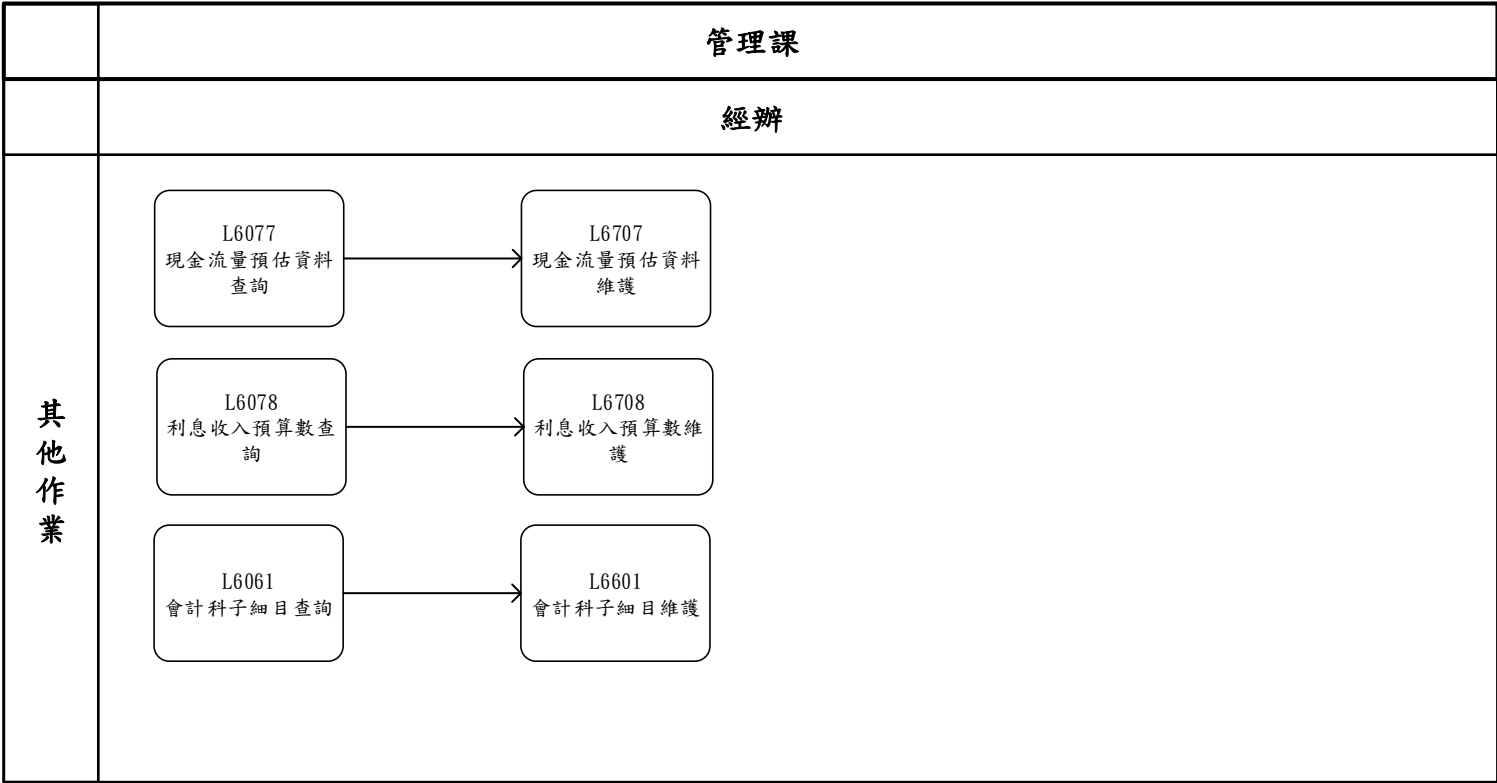 管理課
經辦
其
他
作
業
L6077
現金流量預估資料
查詢
L6707
現金流量預估資料
維護
L6078
利息收入預算數查
詢
L6708
利息收入預算數維
護
L6061
會計科子細目查詢
L6601
會計科子細目維護